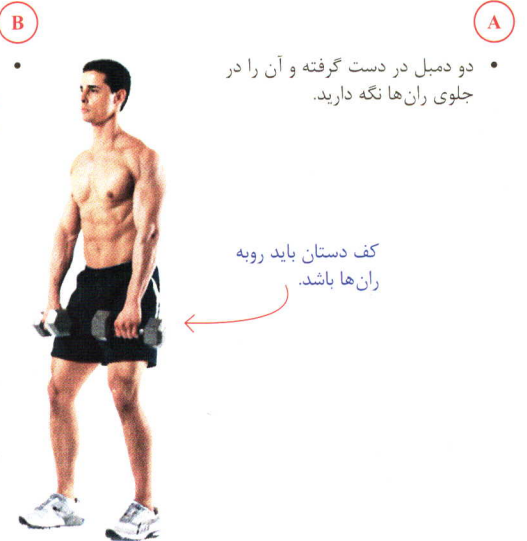 A
B
• دو دمبل در دست گرفته و آن را در
جلوی ران‌ها نگه دارید.
کف دستان باید روبه
ران‌ها باشد.
•